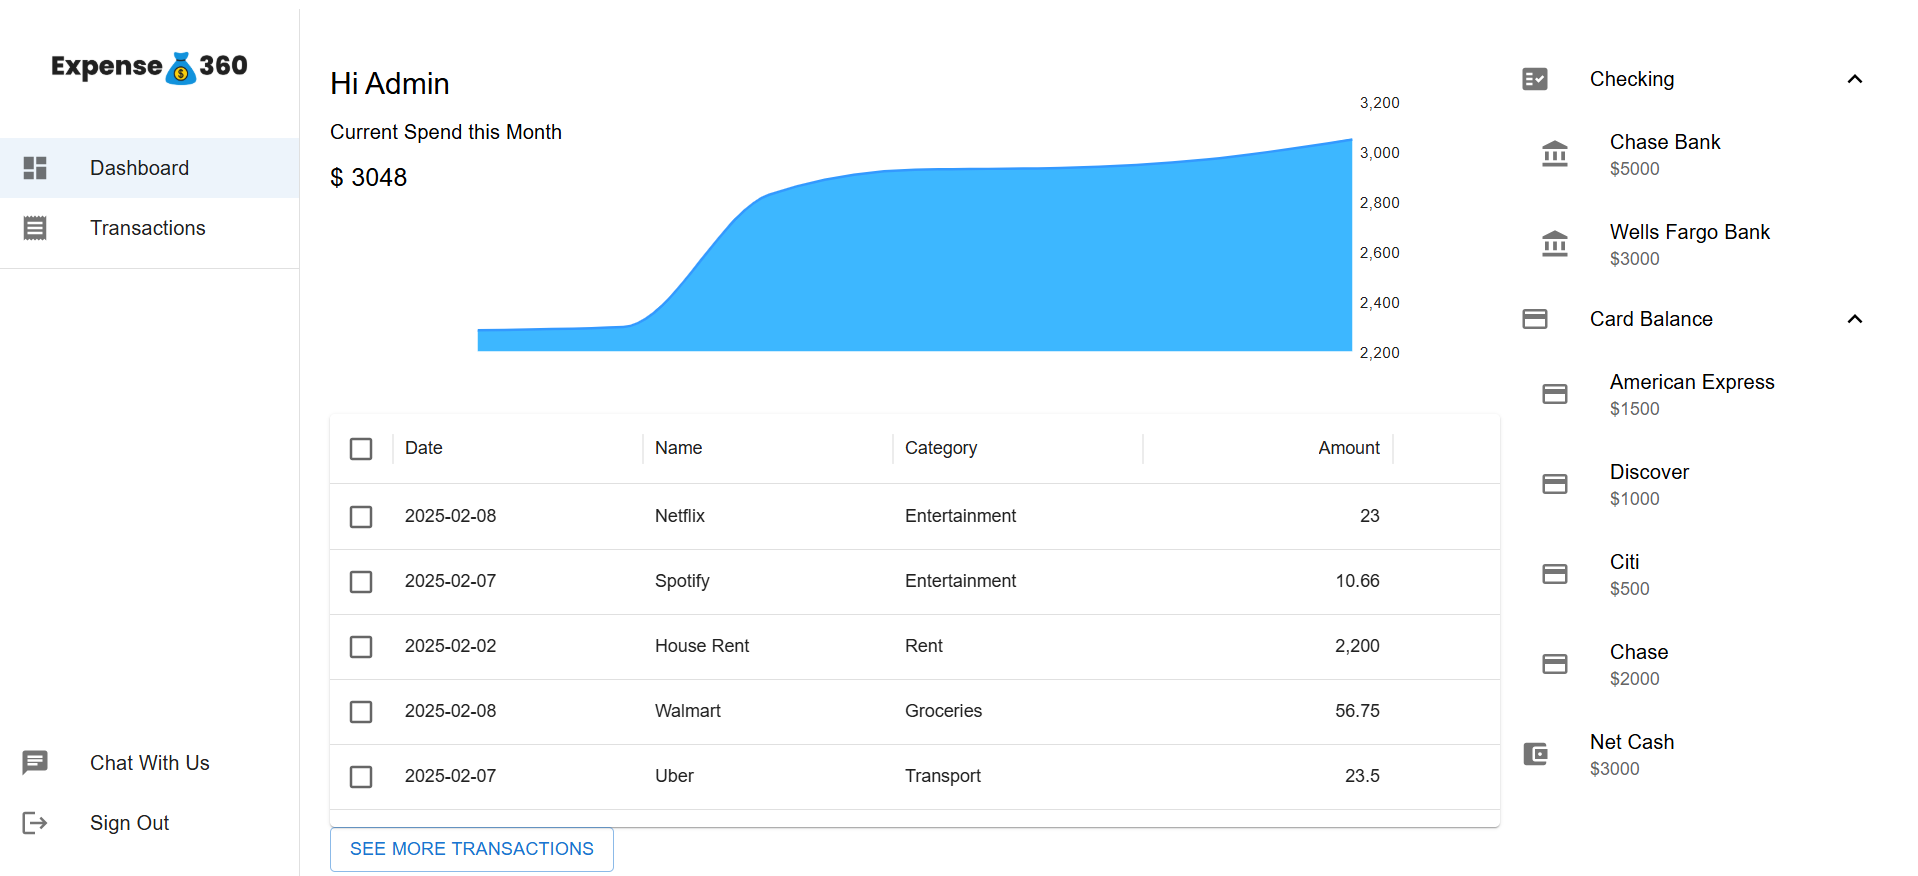 Expense 360
Dashboard
Transactions
Chat With Us
Sign Out
Hi Admin
Current Spend this Month
$ 3048
3,200
3,000
2,800
2,600
2,400
2,200
Date Name Category Amount
2025-02-08 Netflix Entertainment 23
2025-02-07 Spotify Entertainment 10.66
2025-02-02 House Rent Rent 2,200
2025-02-08 Walmart Groceries 56.75
2025-02-07 Uber Transport 23.5
SEE MORE TRANSACTIONS
Checking
Chase Bank
$5000
Wells Fargo Bank
$3000
Card Balance
American Express
$1500
Discover
$1000
Citi
$500
Chase
$2000
Net Cash
$3000